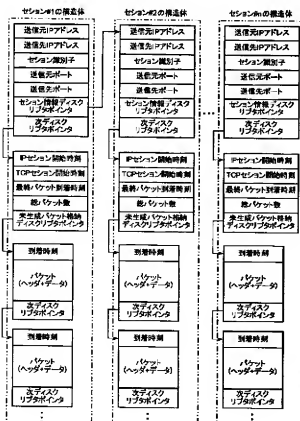 セション#1の構造体
送信元IPアドレス
送信先IPアドレス
セション識別子
送信元ポート
送信先ポート
セション情報ディスク
リプタポインタ
次ディスク
リプタポインタ
IPセション開始時刻
TCPセション開始時刻
最終パケット到着時刻
総パケット数
未生成パケット格納
ディスクリプタポインタ
到着時刻
パケット
(ヘッダ+データ)
次ディスク
リプタポインタ
到着時刻
パケット
(ヘッダ+データ)
次ディスク
リプタポインタ
セション#2の構造体
送信元IPアドレス
送信先IPアドレス
セション識別子
送信元ポート
送信先ポート
セション情報ディスク
リプタポインタ
次ディスク
リプタポインタ
IPセション開始時刻
TCPセション開始時刻
最終パケット到着時刻
総パケット数
未生成パケット格納
ディスクリプタポインタ
到着時刻
パケット
(ヘッダ+データ)
次ディスク
リプタポインタ
到着時刻
パケット
(ヘッダ+データ)
次ディスク
リプタポインタ
セション#nの構造体
送信元IPアドレス
送信先IPアドレス
セション識別子
送信元ポート
送信先ポート
セション情報ディスク
リプタポインタ
次ディスク
リプタポインタ
IPセション開始時刻
TCPセション開始時刻
最終パケット到着時刻
総パケット数
未生成パケット格納
ディスクリプタポインタ
到着時刻
パケット
(ヘッダ+データ)
次ディスク
リプタポインタ
到着時刻
パケット
(ヘッダ+データ)
次ディスク
リプタポインタ